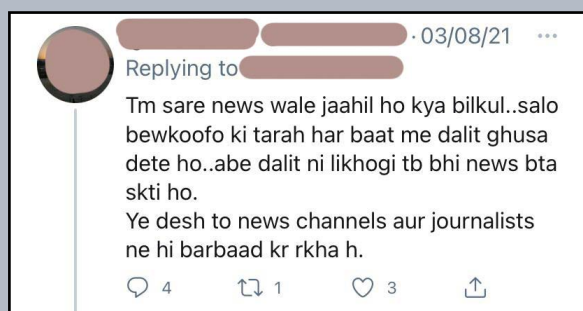 · 03/08/21 ...
Replying to
Tm sare news wale jaahil ho kya bilkul..salo
bewkoofo ki tarah har baat me dalit ghusa
dete ho..abe dalit ni likhogi tb bhi news bta
skti ho.
Ye desh to news channels aur journalists
ne hi barbaad kr rkha h.
4 1 3